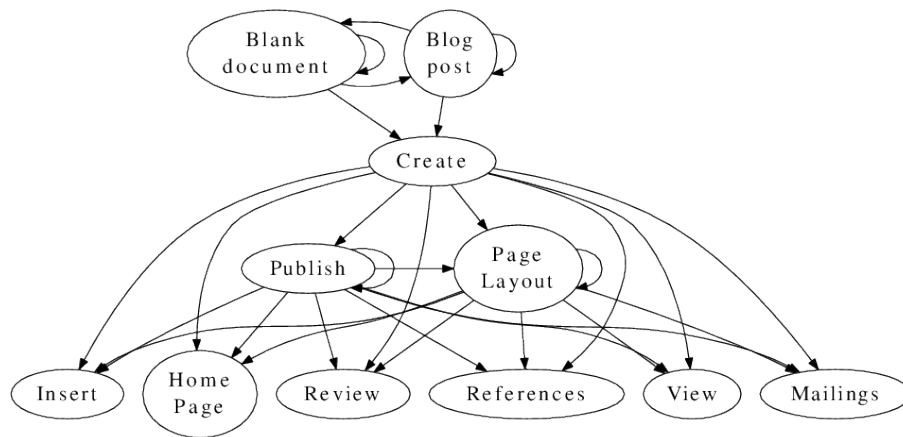 Blank
document
Blog
post
Create
Publish
Page
Layout
Insert
Home
Page
Review
References
View
Mailings